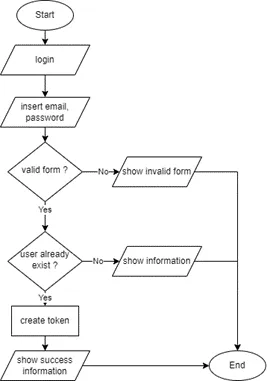 Start
login
insert email,
password
valid form ?
No
show invalid form
Yes
user already
exist ?
No
show information
Yes
create token
show success
information
End